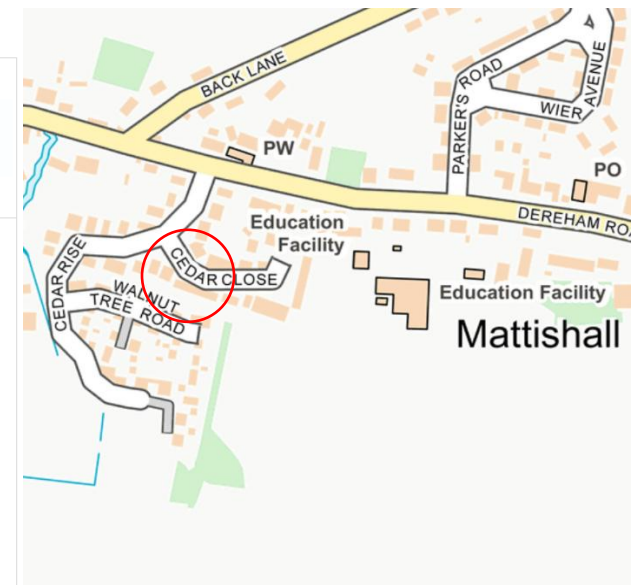 BACK LANE
PARKER'S ROAD
WIER AVENUE
PW
PO
DEREHAM ROA
Education
Facility
CEDAR RISE
CEDAR CLOSE
WALNUT
TREE ROAD
Education Facility
Mattishall